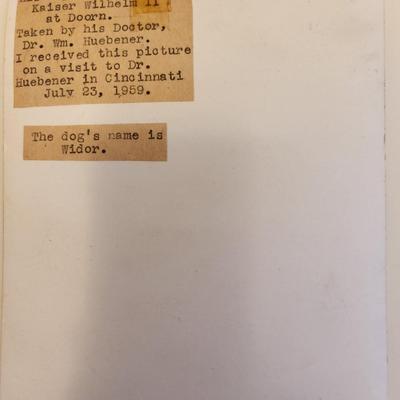 Kaiser Wilhelm II
at Doorn.
Taken by his Doctor,
Dr. Wm. Huebener.
I received this picture
on a visit to Dr.
Huebener in Cincinnati
July 23, 1959.
The dog's name is
Widor.